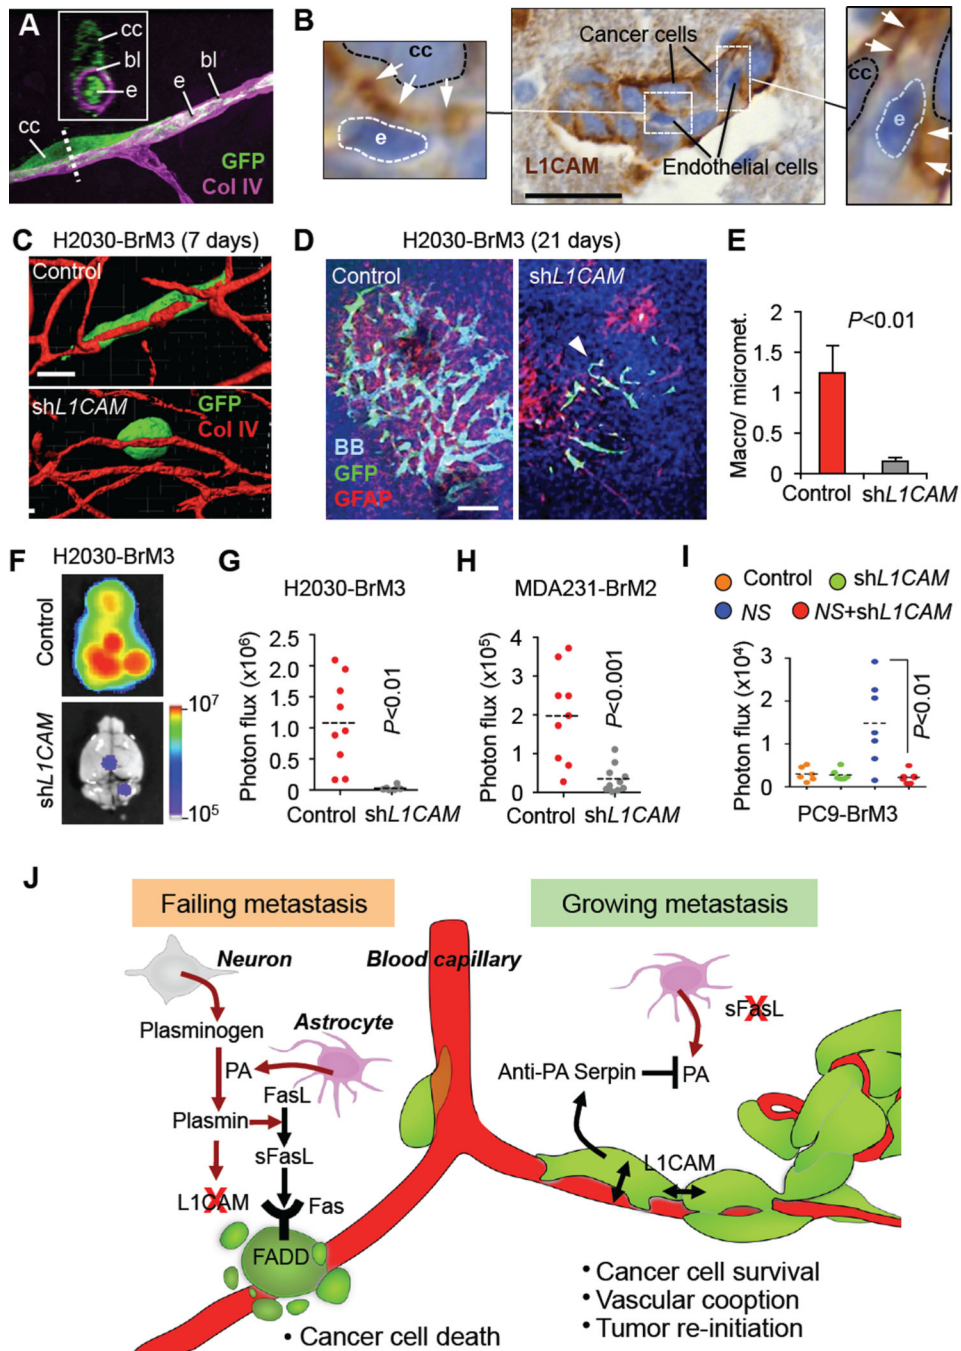 A
cc
bl
e
bl
e
cc
GFP
Col IV
B
cc
e
Cancer cells
Endothelial cells
L1CAM
cc
e
C
H2030-BrM3 (7 days)
Control
shL1CAM
GFP
Col IV
D
H2030-BrM3 (21 days)
Control
shL1CAM
BB
GFP
GFAP
E
Macro/ micromet.
2
1.5
1
0.5
0
P<0.01
Control
shL1CAM
F
H2030-BrM3
Control
shL1CAM
10⁷
10⁵
G
H2030-BrM3
Photon flux (x10⁶)
2.5
2.0
1.5
1.0
0.5
0
P<0.01
Control
shL1CAM
H
MDA231-BrM2
Photon flux (x10⁵)
4
3
2
1
0
P<0.001
Control
shL1CAM
I
Control
shL1CAM
NS
NS+shL1CAM
Photon flux (x10⁴)
3
2
1
0
P<0.01
PC9-BrM3
J
Failing metastasis
Growing metastasis
Neuron
Blood capillary
Plasminogen
Astrocyte
PA
FasL
Plasmin
sFasL
L1CAM
X
Fas
FADD
• Cancer cell death
sFasL
X
Anti-PA Serpin
PA
L1CAM
• Cancer cell survival
• Vascular cooption
• Tumor re-initiation